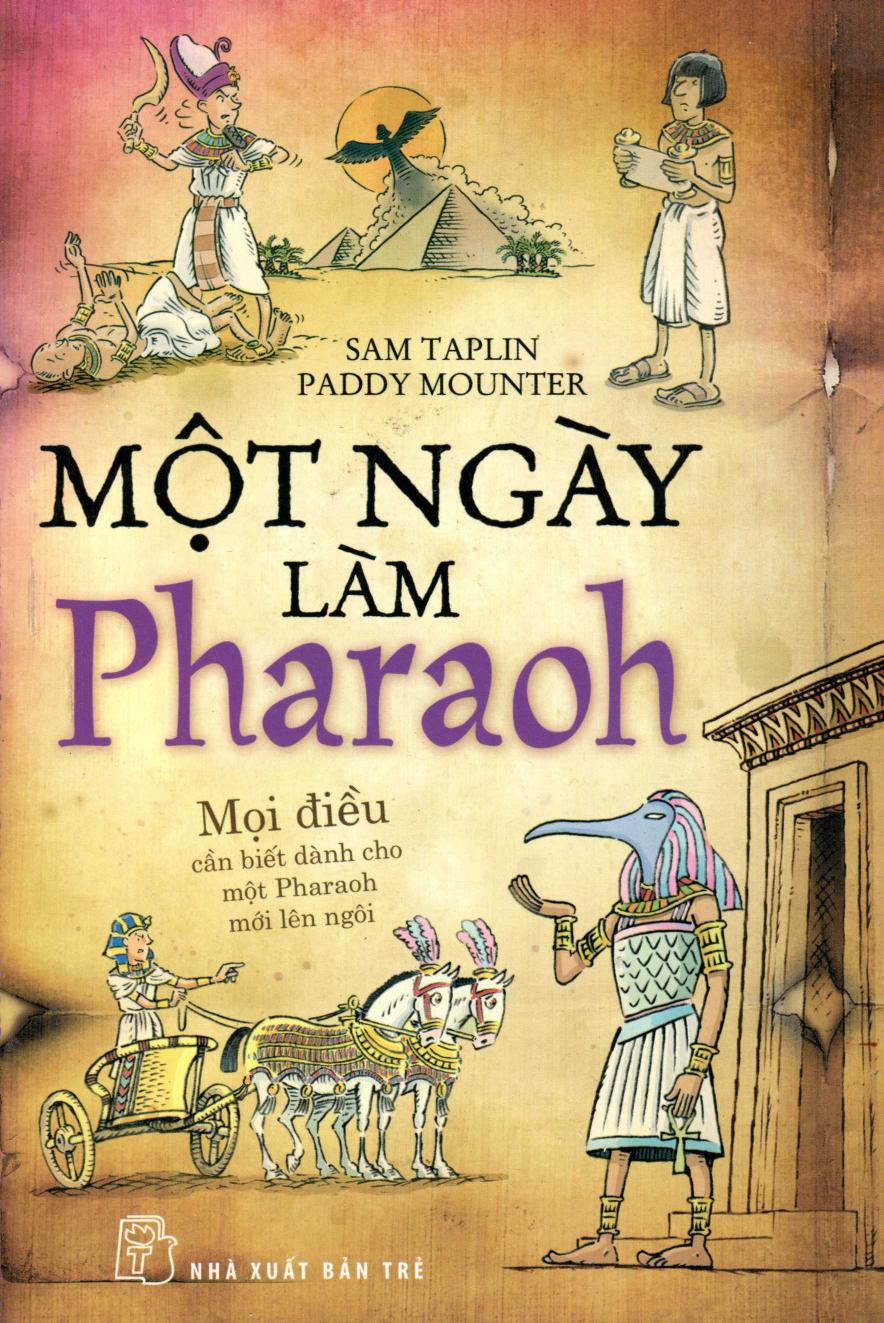 SAM TAPLIN
PADDY MOUNTER
MỘT NGÀY
LÀM
Pharaoh
Mọi điều
cần biết dành cho
một Pharaoh
mới lên ngôi
T
NHÀ XUẤT BẢN TRẺ